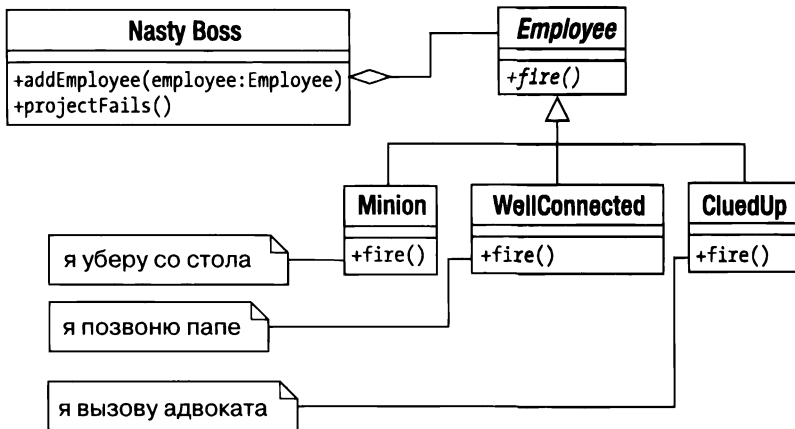 Nasty Boss
+addEmployee(employee:Employee)
+projectFails()
Employee
+fire()
Minion
+fire()
WellConnected
+fire()
CluedUp
+fire()
я уберу со стола
я позвоню папе
я вызову адвоката